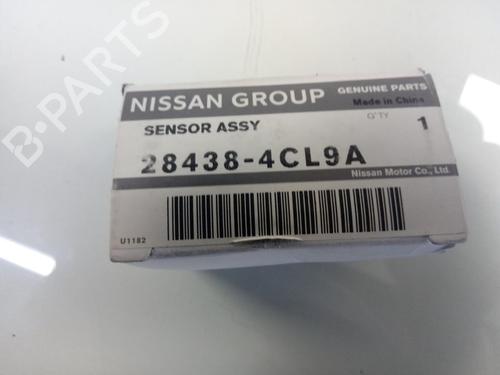 NISSAN GROUP
GENUINE PARTS
Made in China
SENSOR ASSY
Q'TY
1
28438-4CL9A
Nissan Motor Co., Ltd.
U1182
B-PARTS